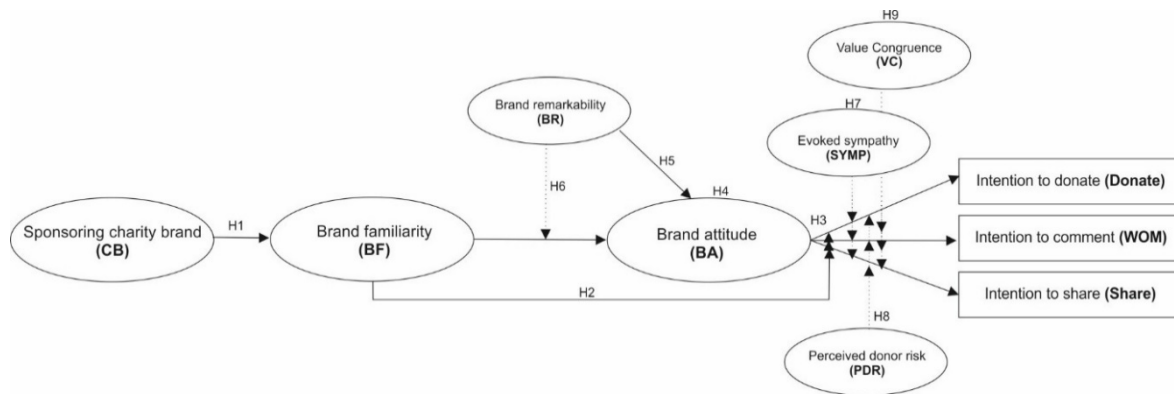 H9
Value Congruence
(VC)
H7
Brand remarkability
(BR)
Evoked sympathy
(SYMP)
H5
H6
H4
Intention to donate (Donate)
H1
H3
Sponsoring charity brand
(CB)
Brand familiarity
(BF)
Brand attitude
(BA)
Intention to comment (WOM)
H2
Intention to share (Share)
H8
Perceived donor risk
(PDR)